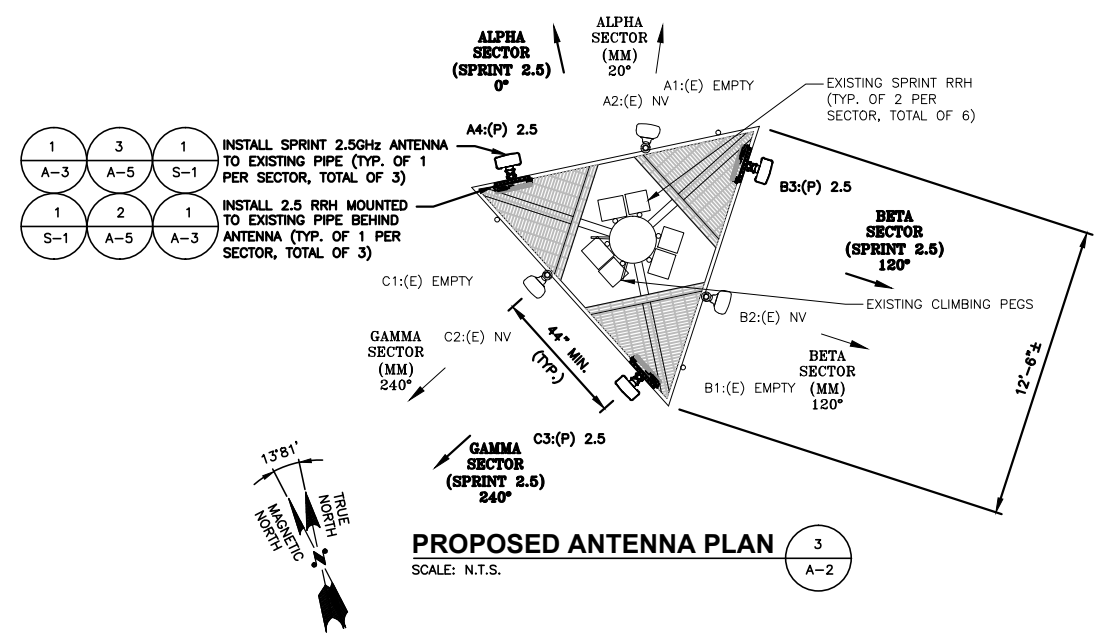 ALPHA
SECTOR
(SPRINT 2.5)
0°
ALPHA
SECTOR
(MM)
20°
A1:(E) EMPTY
A2:(E) NV
EXISTING SPRINT RRH
(TYP. OF 2 PER
SECTOR, TOTAL OF 6)
A4:(P) 2.5
1
A-3
3
A-5
1
S-1
INSTALL SPRINT 2.5GHz ANTENNA
TO EXISTING PIPE (TYP. OF 1
PER SECTOR, TOTAL OF 3)
1
S-1
2
A-5
1
A-3
INSTALL 2.5 RRH MOUNTED
TO EXISTING PIPE BEHIND
ANTENNA (TYP. OF 1 PER
SECTOR, TOTAL OF 3)
B3:(P) 2.5
BETA
SECTOR
(SPRINT 2.5)
120°
C1:(E) EMPTY
EXISTING CLIMBING PEGS
B2:(E) NV
C2:(E) NV
GAMMA
SECTOR
(MM)
240°
44" MIN.
(TYP.)
BETA
SECTOR
(MM)
120°
12'-6"±
B1:(E) EMPTY
C3:(P) 2.5
GAMMA
SECTOR
(SPRINT 2.5)
240°
13°81'
TRUE
NORTH
MAGNETIC
NORTH
N
PROPOSED ANTENNA PLAN
SCALE: N.T.S.
3
A-2